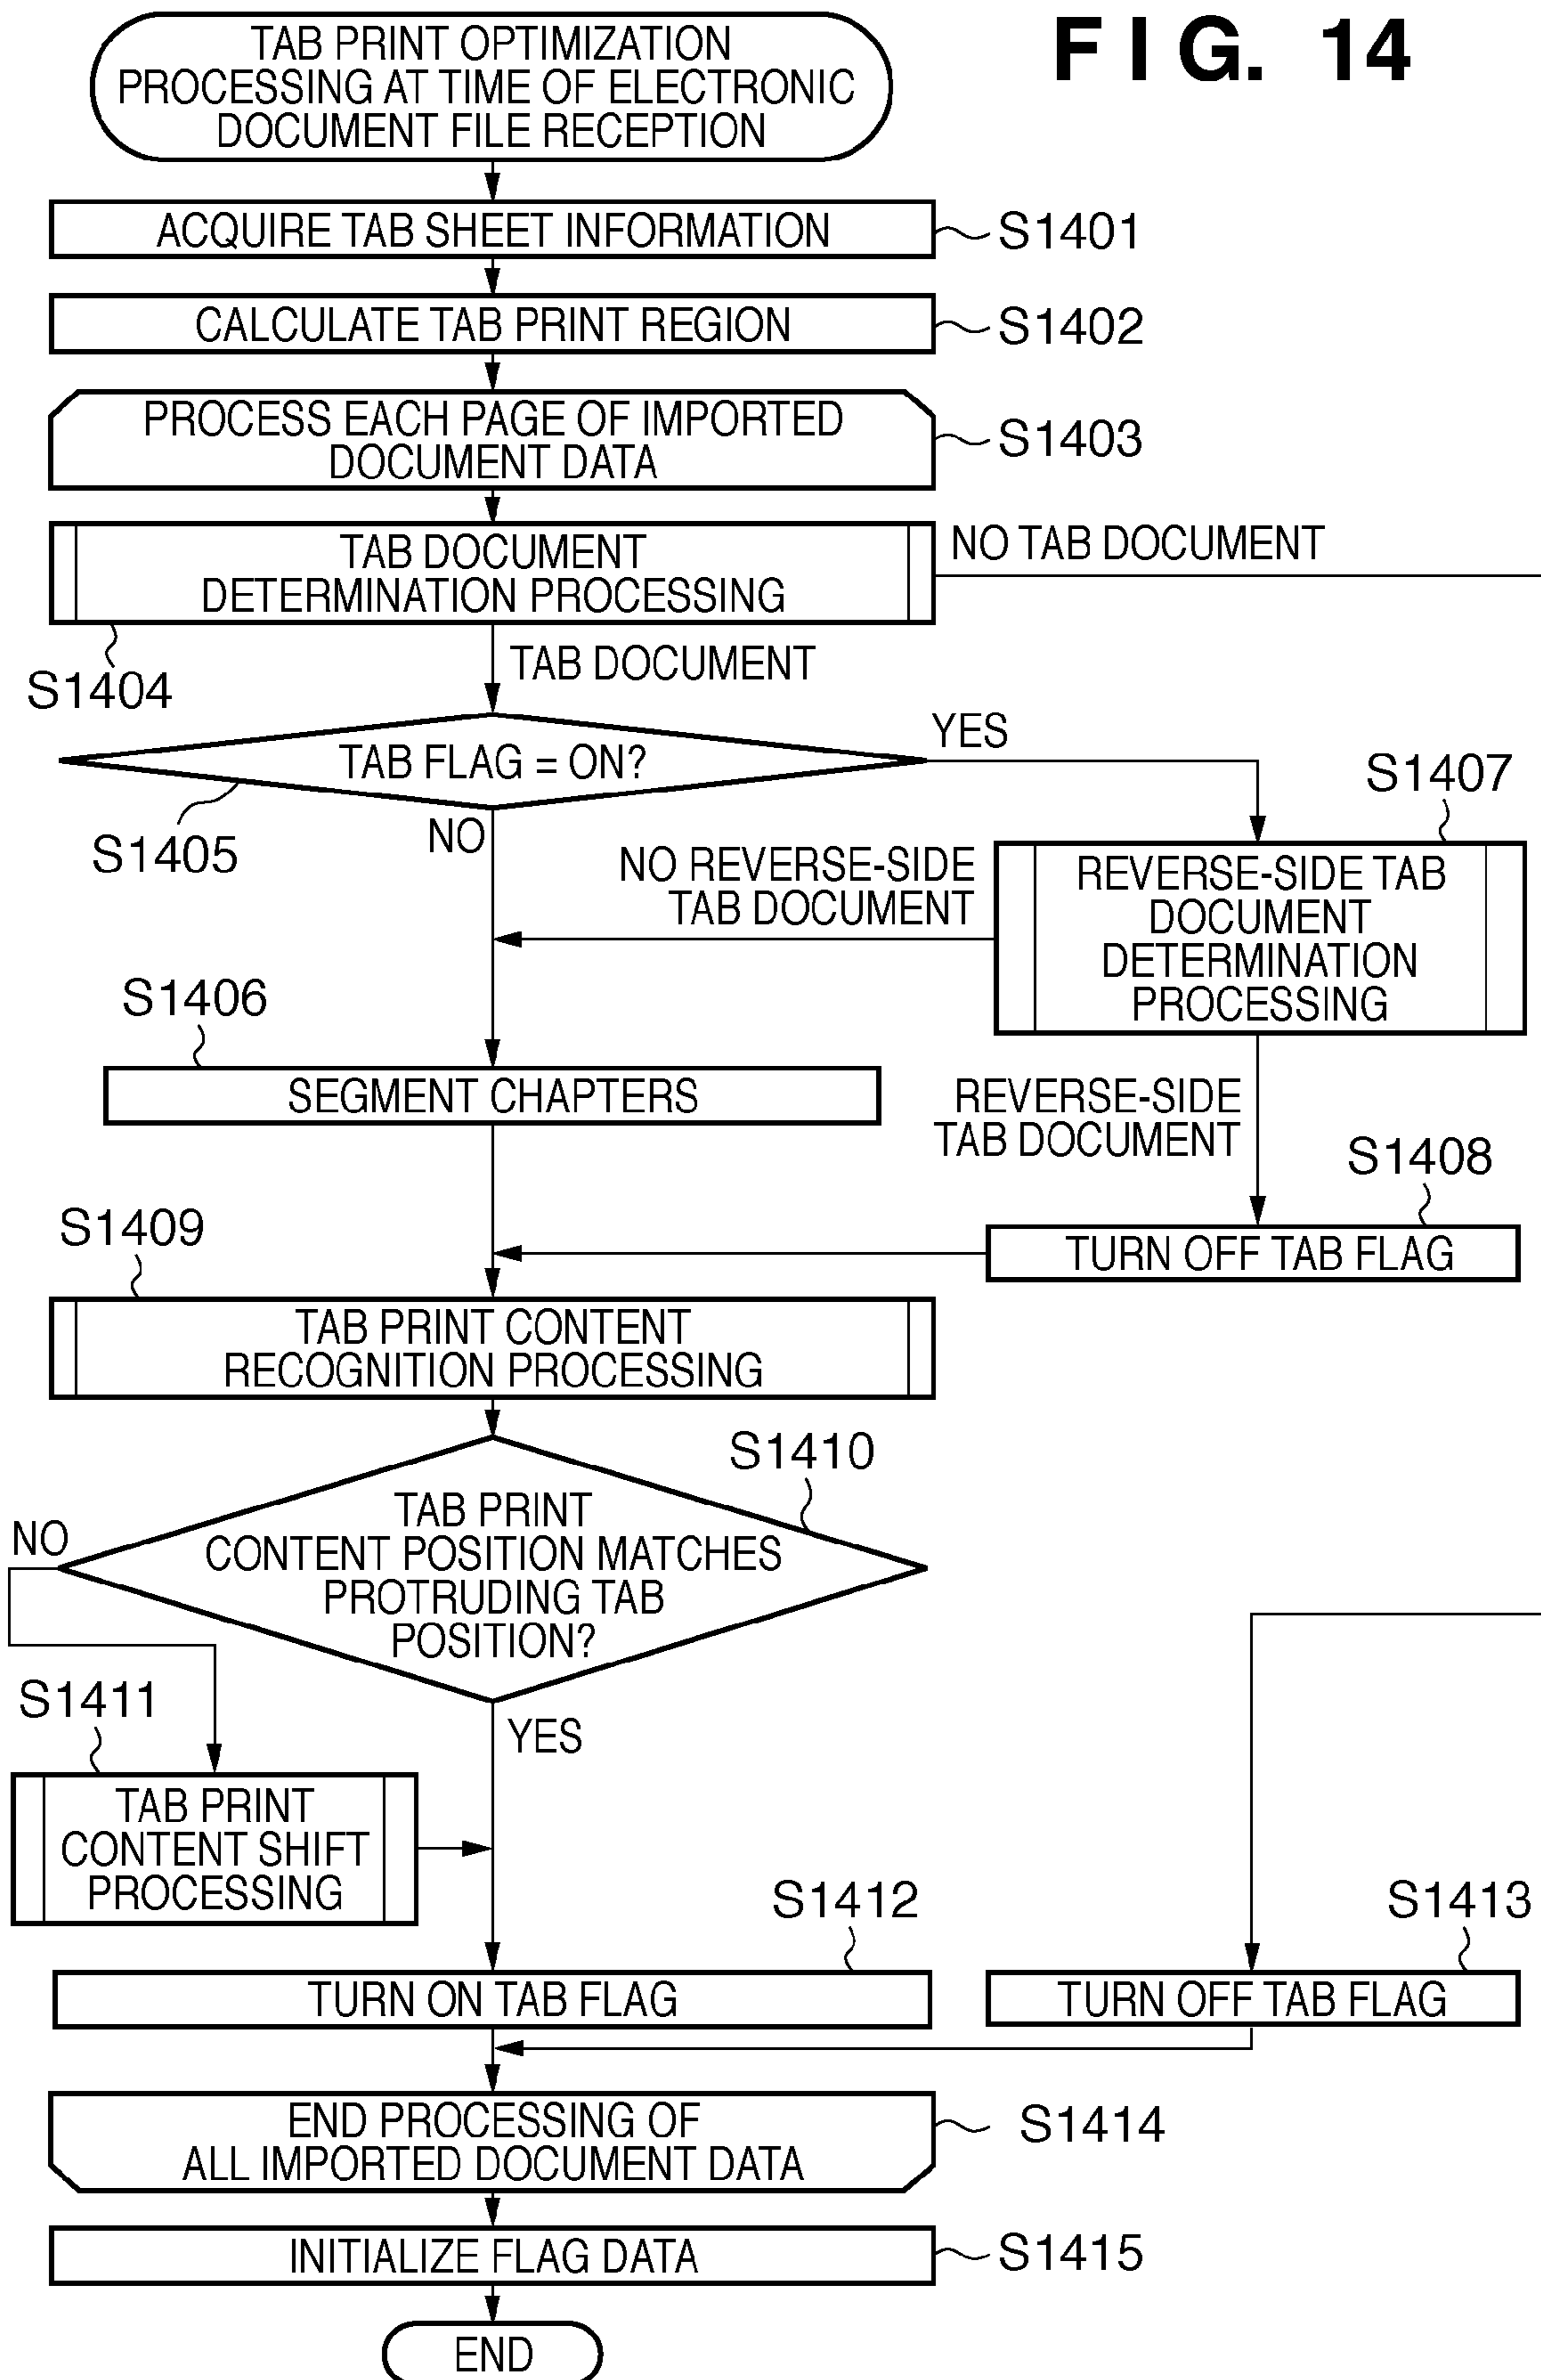 FIG. 14
TAB PRINT OPTIMIZATION
PROCESSING AT TIME OF ELECTRONIC
DOCUMENT FILE RECEPTION
ACQUIRE TAB SHEET INFORMATION
S1401
CALCULATE TAB PRINT REGION
S1402
PROCESS EACH PAGE OF IMPORTED
DOCUMENT DATA
S1403
TAB DOCUMENT
DETERMINATION PROCESSING
NO TAB DOCUMENT
S1404
TAB DOCUMENT
TAB FLAG = ON?
YES
S1405
NO
S1407
REVERSE-SIDE TAB
DOCUMENT
DETERMINATION
PROCESSING
NO REVERSE-SIDE
TAB DOCUMENT
S1406
SEGMENT CHAPTERS
REVERSE-SIDE
TAB DOCUMENT
S1408
TURN OFF TAB FLAG
S1409
TAB PRINT CONTENT
RECOGNITION PROCESSING
S1410
TAB PRINT
CONTENT POSITION MATCHES
PROTRUDING TAB
POSITION?
NO
YES
S1411
TAB PRINT
CONTENT SHIFT
PROCESSING
S1412
TURN ON TAB FLAG
S1413
TURN OFF TAB FLAG
END PROCESSING OF
ALL IMPORTED DOCUMENT DATA
S1414
INITIALIZE FLAG DATA
S1415
END